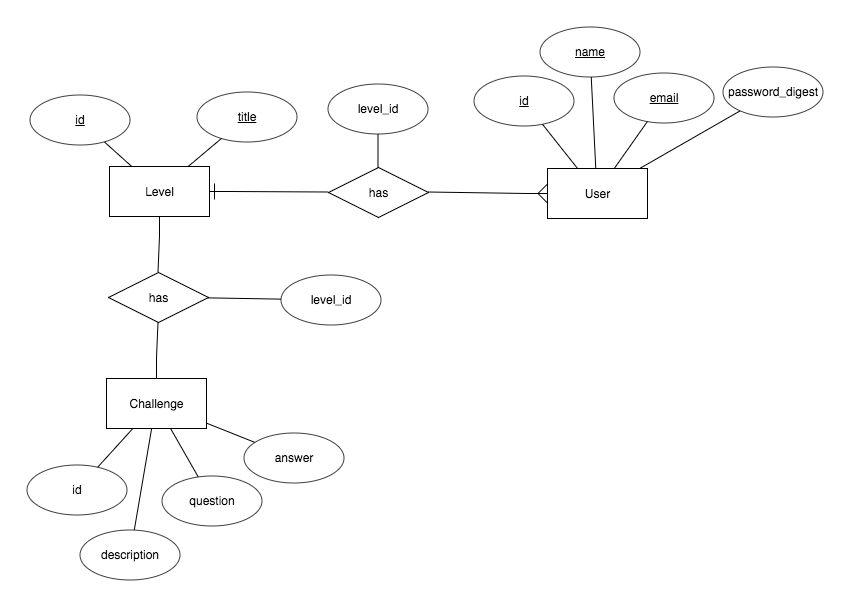 name
id
email
password_digest
id
title
level_id
Level
has
User
has
level_id
Challenge
answer
id
question
description